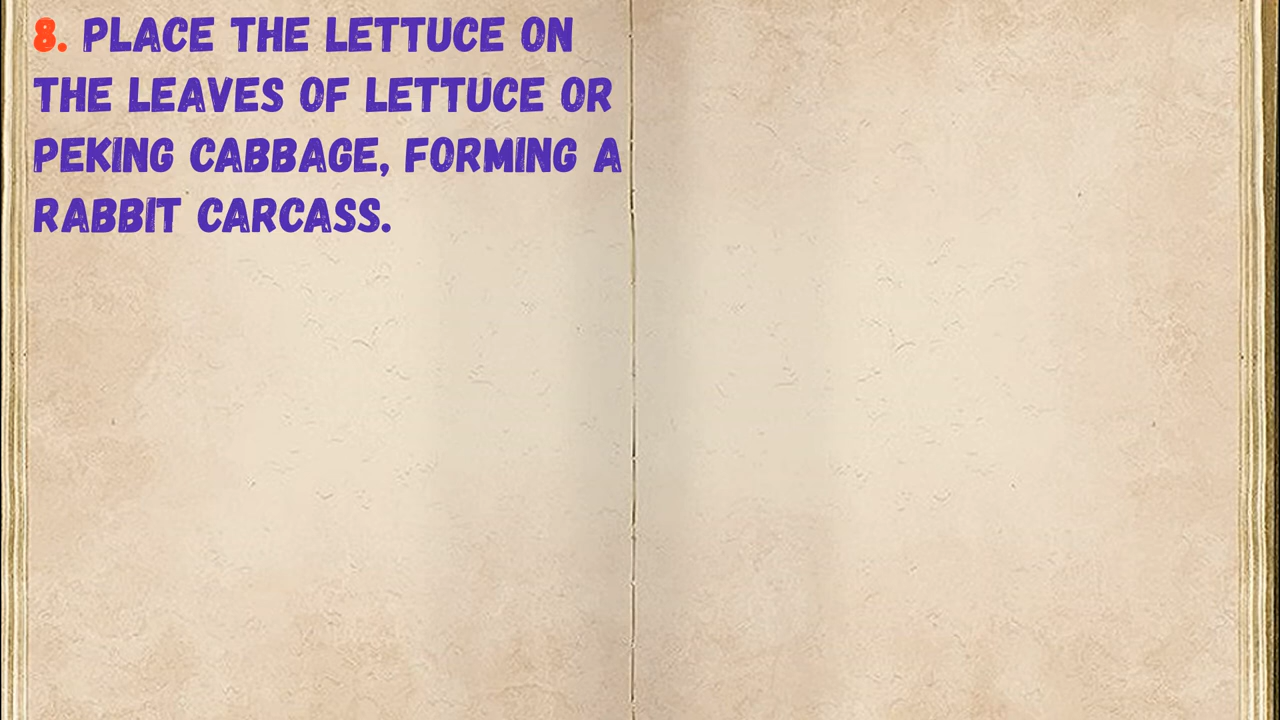 8. PLACE THE LETTUCE ON
THE LEAVES OF LETTUCE OR
PEKING CABBAGE, FORMING A
RABBIT CARCASS.